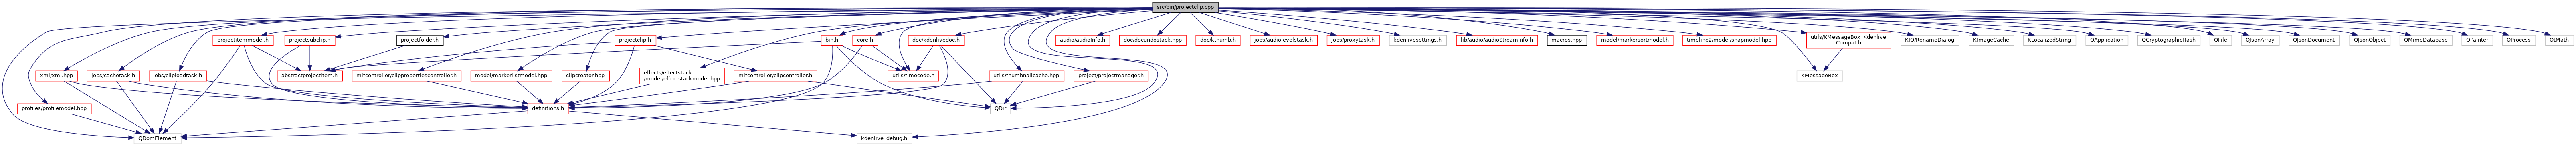 src/bin/projectclip.cpp
projectitemmodel.h
projectsubclip.h
projectfolder.h
projectclip.h
bin.h
core.h
doc/kdenlivedoc.h
audio/audioInfo.h
doc/docundostack.hpp
doc/kthumb.h
jobs/audiolevelstask.h
jobs/proxytask.h
kdenlivesettings.h
lib/audio/audioStreamInfo.h
macros.hpp
model/markersortmodel.h
timeline2/model/snapmodel.hpp
utils/KMessageBox_Kdenlive
Compat.h
KIO/RenameDialog
KImageCache
KLocalizedString
QApplication
QCryptographicHash
QFile
QJsonArray
QJsonDocument
QJsonObject
QMimeDatabase
QPainter
QProcess
QtMath
xml/xml.hpp
jobs/cachetask.h
jobs/cliploadtask.h
abstractprojectitem.h
mltcontroller/clippropertiescontroller.h
model/markerlistmodel.hpp
clipcreator.hpp
effects/effectstack
/model/effectstackmodel.hpp
mltcontroller/clipcontroller.h
utils/timecode.h
utils/thumbnailcache.hpp
project/projectmanager.h
KMessageBox
profiles/profilemodel.hpp
definitions.h
QDir
QDomElement
kdenlive_debug.h